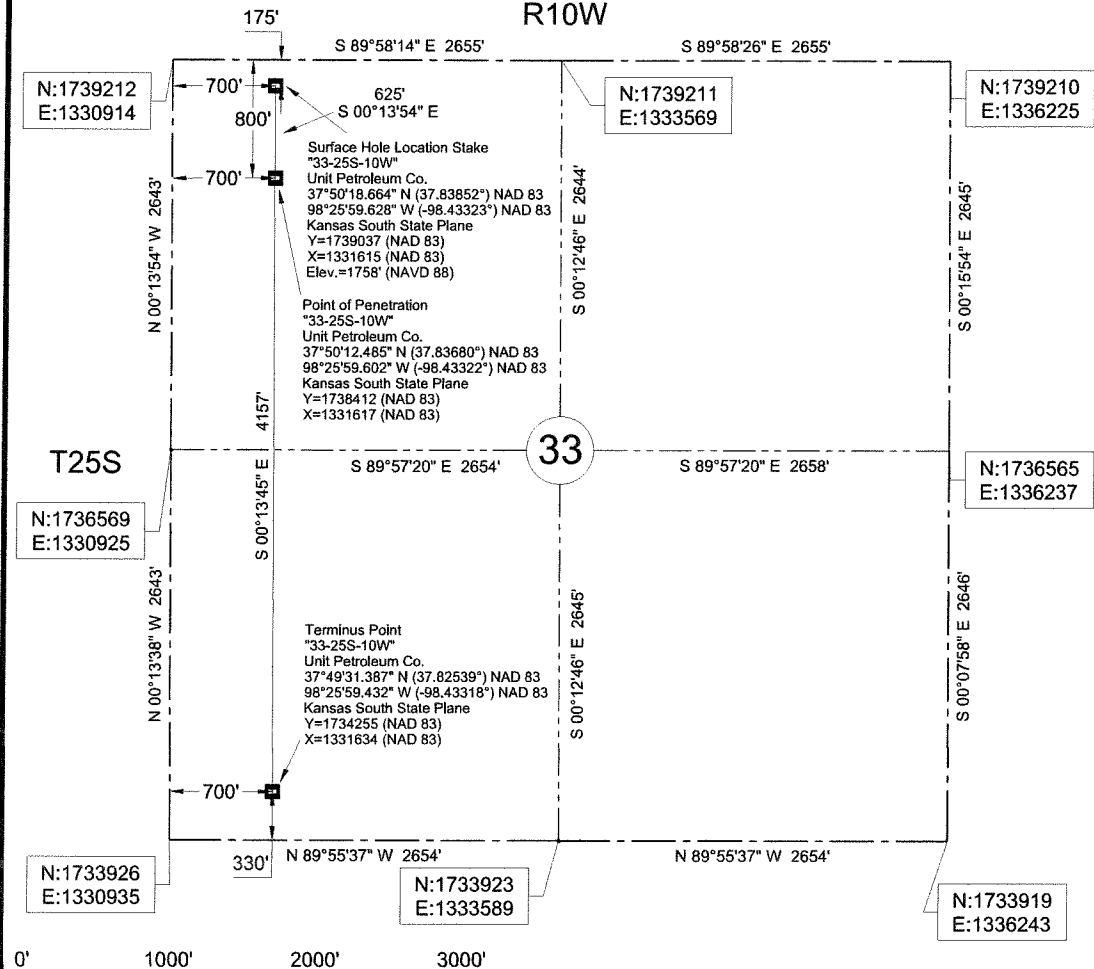 175'
R10W
S 89°58'14" E 2655'
S 89°58'26" E 2655'
N:1739212
E:1330914
700'
800'
625'
S 00°13'54" E
N:1739211
E:1333569
N:1739210
E:1336225
Surface Hole Location Stake
"33-25S-10W"
Unit Petroleum Co.
37°50'18.664" N (37.83852°) NAD 83
98°25'59.628" W (-98.43323°) NAD 83
Kansas South State Plane
Y=1739037 (NAD 83)
X=1331615 (NAD 83)
Elev.=1758' (NAVD 88)
700'
N 00°13'54" W 2643'
S 00°12'46" E 2644'
S 00°15'54" E 2645'
Point of Penetration
"33-25S-10W"
Unit Petroleum Co.
37°50'12.485" N (37.83680°) NAD 83
98°25'59.602" W (-98.43322°) NAD 83
Kansas South State Plane
Y=1738412 (NAD 83)
X=1331617 (NAD 83)
S 00°13'45" E 4157'
T25S
S 89°57'20" E 2654'
33
S 89°57'20" E 2658'
N:1736569
E:1330925
N:1736565
E:1336237
N 00°13'38" W 2643'
S 00°12'46" E 2645'
S 00°07'58" E 2646'
Terminus Point
"33-25S-10W"
Unit Petroleum Co.
37°49'31.387" N (37.82539°) NAD 83
98°25'59.432" W (-98.43318°) NAD 83
Kansas South State Plane
Y=1734255 (NAD 83)
X=1331634 (NAD 83)
700'
330'
N 89°55'37" W 2654'
N 89°55'37" W 2654'
N:1733926
E:1330935
N:1733923
E:1333589
N:1733919
E:1336243
0'
1000'
2000'
3000'